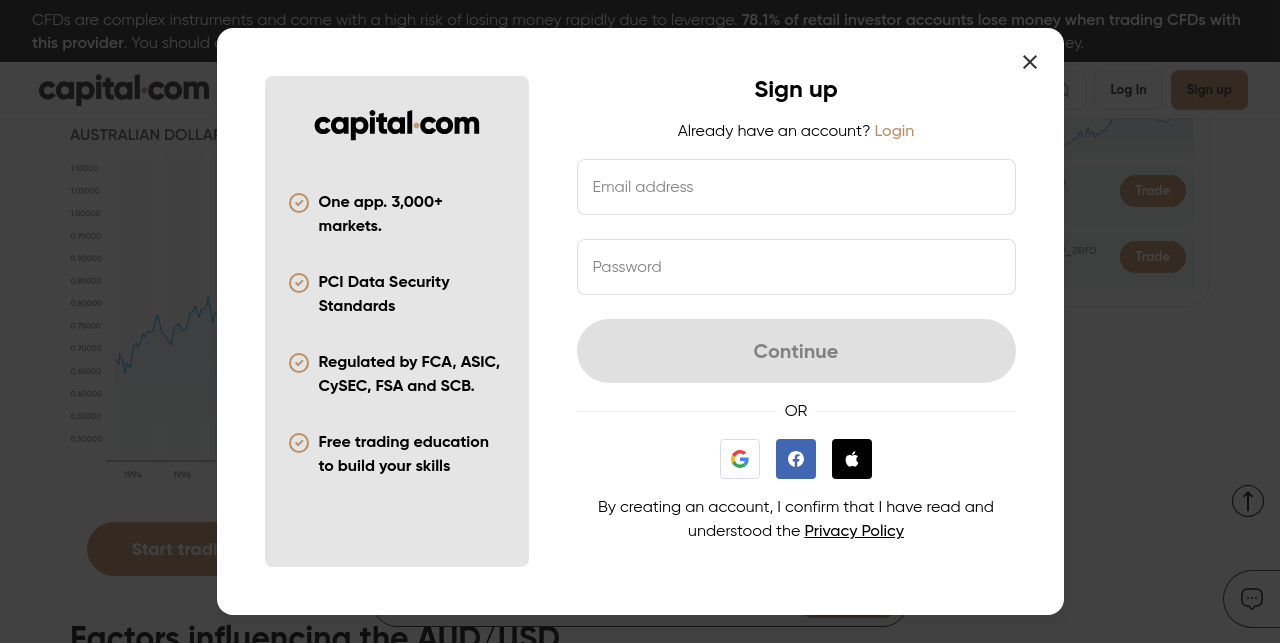 CFDs are complex instruments and come with a high risk of losing money rapidly due to leverage. 78.1% of retail investor accounts lose money when trading CFDs with
this provider. You should
ey.
capital.com
Log In
Sign up
AUSTRALIAN DOLLAR
1.10000
1.05000
1.00000
0.95000
0.90000
0.85000
0.80000
0.75000
0.70000
0.65000
0.60000
0.55000
0.50000
1994
1996
Trade
_zero
Trade
Start tradi
Factors influencing the AUD/USD
capital.com
One app. 3,000+
markets.
PCI Data Security
Standards
Regulated by FCA, ASIC,
CySEC, FSA and SCB.
Free trading education
to build your skills
Sign up
Already have an account? Login
Email address
Password
Continue
OR
By creating an account, I confirm that I have read and
understood the Privacy Policy